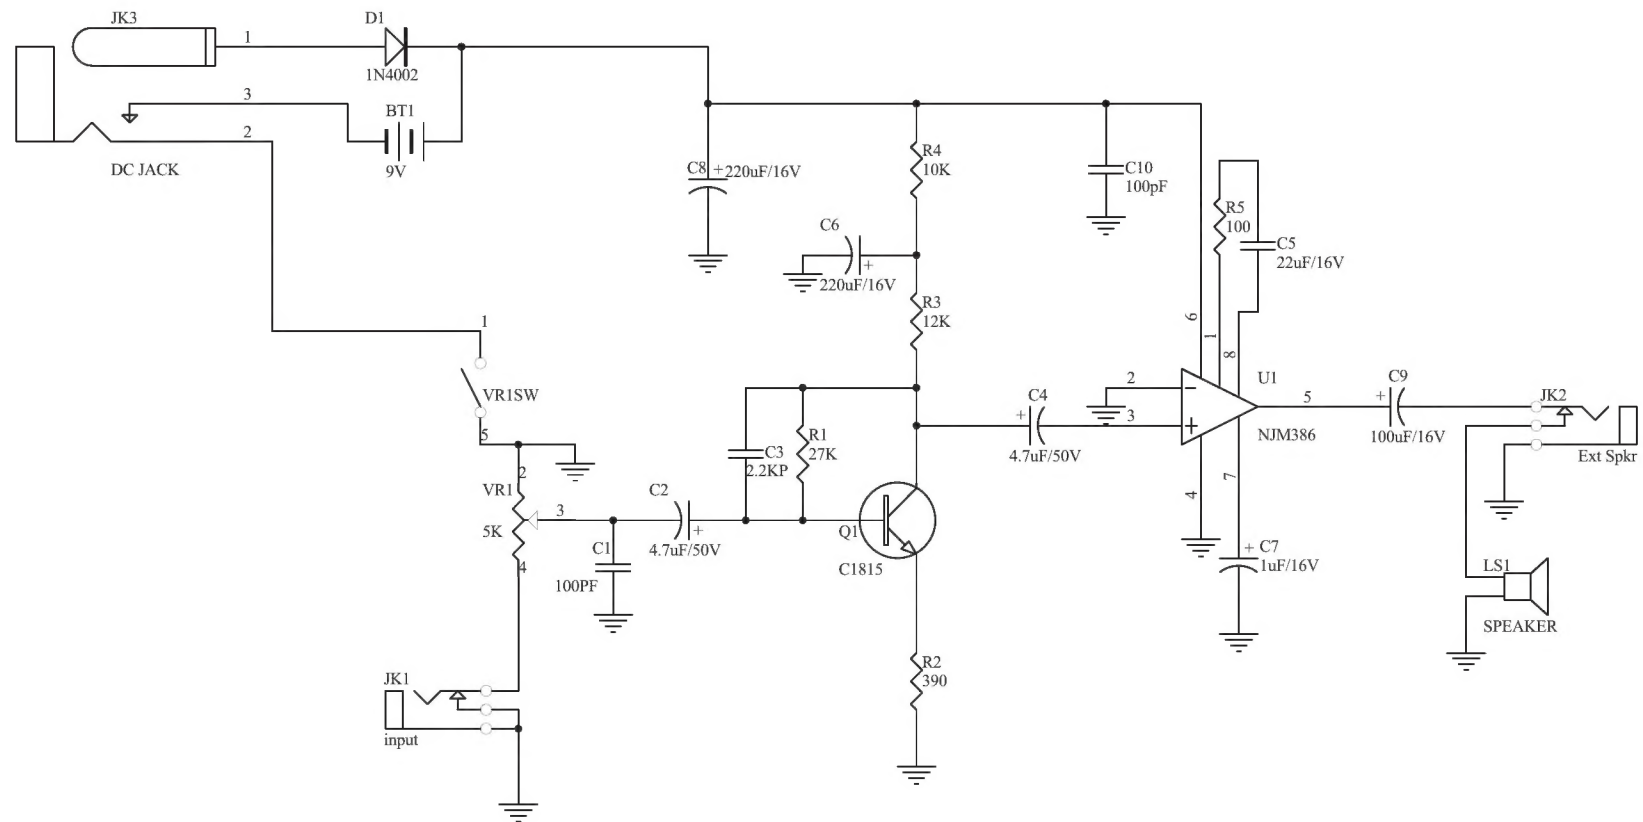 JK3
D1
1
1N4002
3
BT1
2
DC JACK
9V
R4
10K
C8 + 220uF/16V
C10
100pF
R5
100
C6
+
220uF/16V
C5
22uF/16V
R3
12K
6
1
8
1
VR1SW
5
2
VR1
3
5K
4
C2
+
4.7uF/50V
C1
100PF
C3
2.2KP
R1
27K
Q1
C1815
C4
+
4.7uF/50V
2
3
−
+
U1
NJM386
5
4
7
C9
+
100uF/16V
JK2
Ext Spkr
+ C7
1uF/16V
LS1
SPEAKER
R2
390
JK1
input